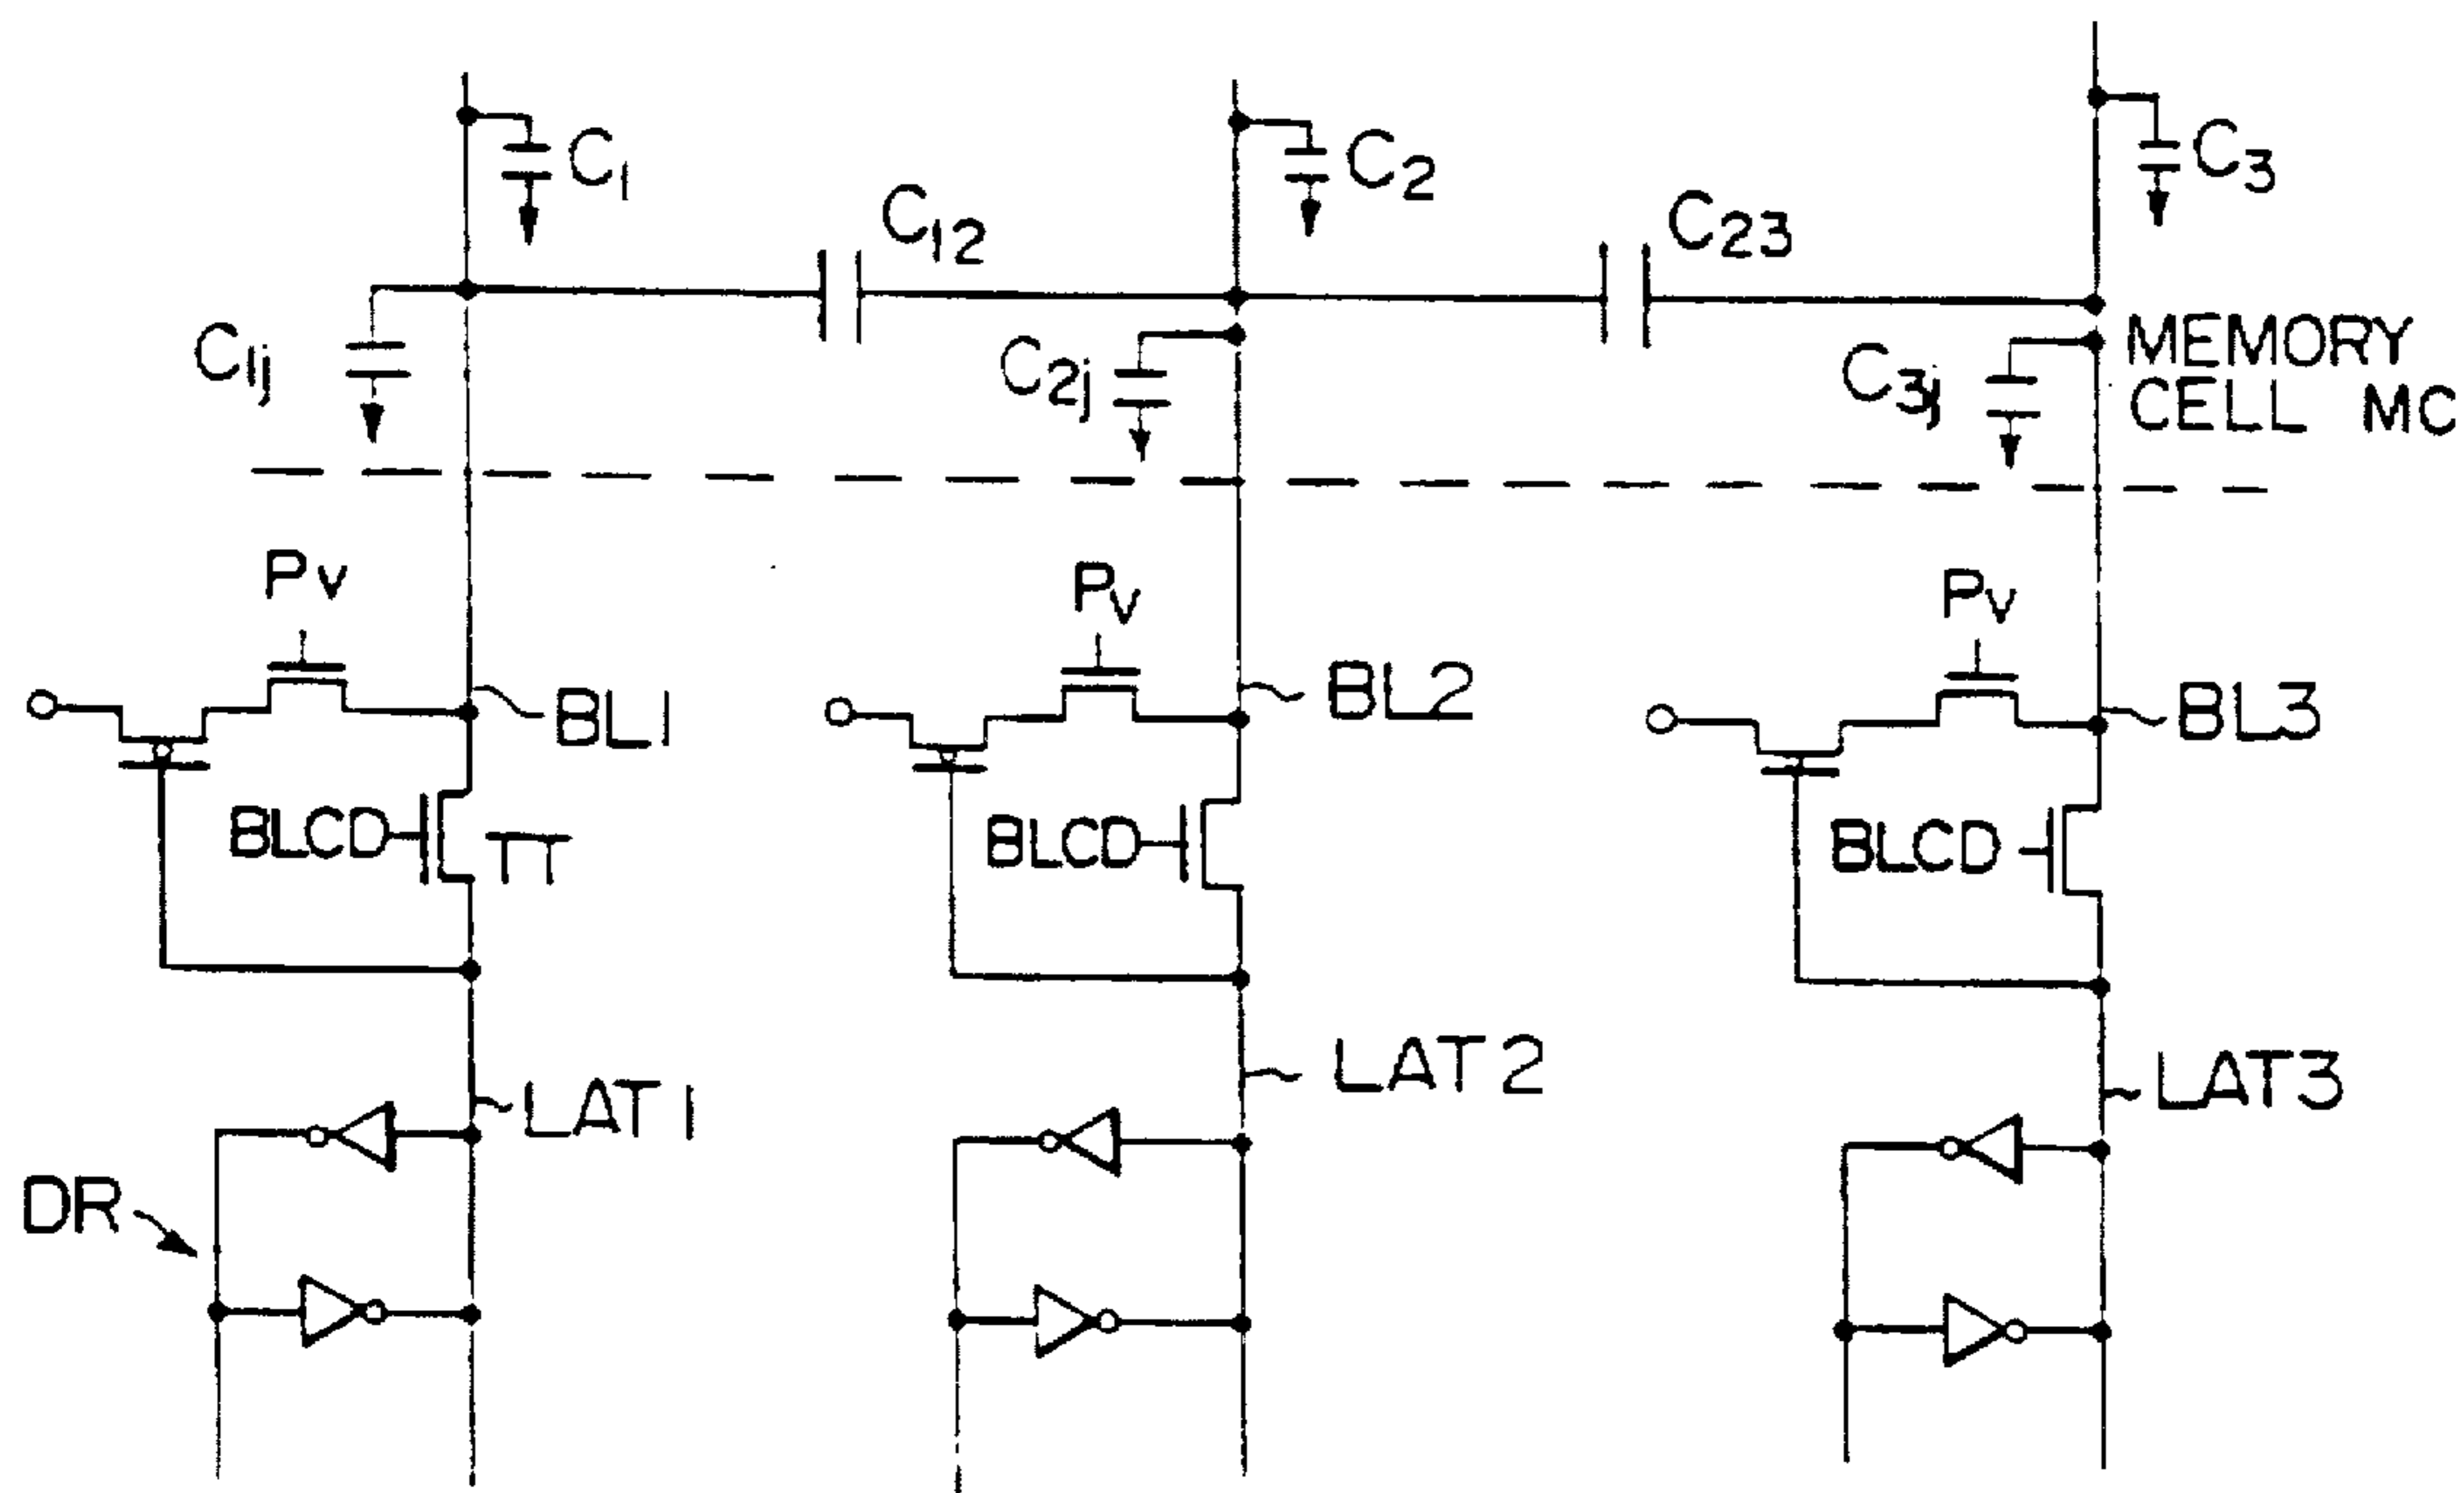 C1
C2
C3
C12
C23
C1j
C2j
C3j
MEMORY
CELL MC
Pv
Pv
Pv
BL1
BL2
BL3
BLCD
TT
BLCD
BLCD
LAT1
LAT2
LAT3
DR